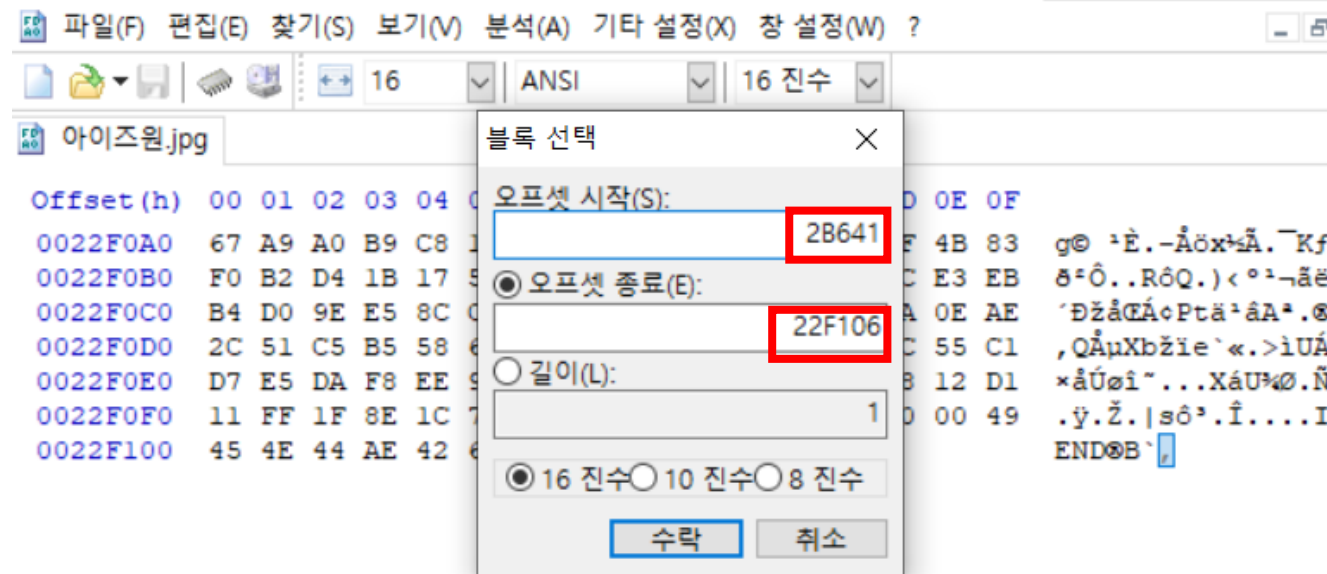 파일(F) 편집(E) 찾기(S) 보기(V) 분석(A) 기타 설정(X) 창 설정(W) ?
16 ANSI 16 진수
아이즈원.jpg
블록 선택
오프셋 시작(S):
2B641
오프셋 종료(E):
22F106
길이(L):
1
16 진수 10 진수 8 진수
수락 취소
Offset(h) 00 01 02 03 04 0E 0F
0022F0A0 67 A9 A0 B9 C8 4B 83
0022F0B0 F0 B2 D4 1B 17 E3 EB
0022F0C0 B4 D0 9E E5 8C 0E AE
0022F0D0 2C 51 C5 B5 58 55 C1
0022F0E0 D7 E5 DA F8 EE 12 D1
0022F0F0 11 FF 1F 8E 1C 00 49
0022F100 45 4E 44 AE 42 END®B`,